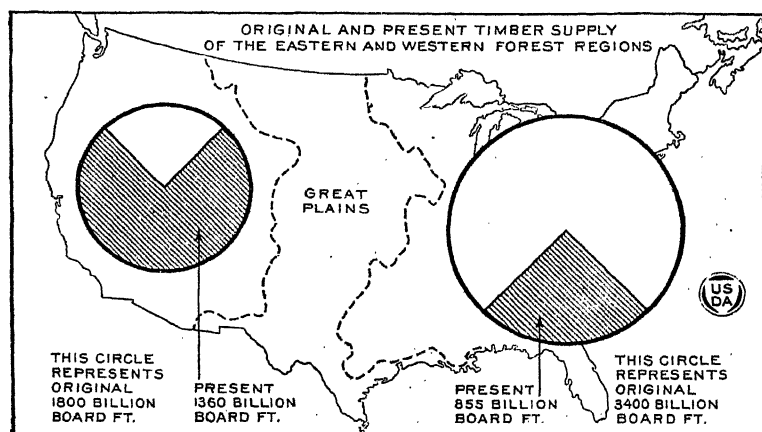 ORIGINAL AND PRESENT TIMBER SUPPLY
OF THE EASTERN AND WESTERN FOREST REGIONS
GREAT
PLAINS
US
DA
THIS CIRCLE
REPRESENTS
ORIGINAL
1800 BILLION
BOARD FT.
PRESENT
1360 BILLION
BOARD FT.
PRESENT
855 BILLION
BOARD FT.
THIS CIRCLE
REPRESENTS
ORIGINAL
3400 BILLION
BOARD FT.